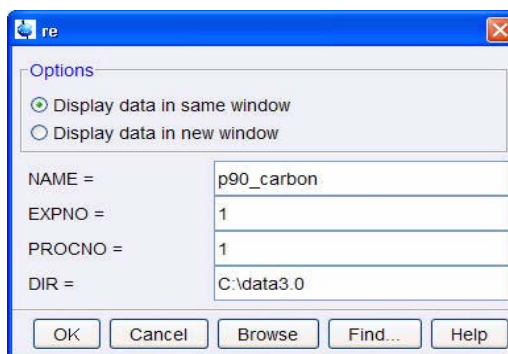 re
Options
Display data in same window
Display data in new window
NAME = p90_carbon
EXPNO = 1
PROCNO = 1
DIR = C:\data3.0
OK Cancel Browse Find... Help